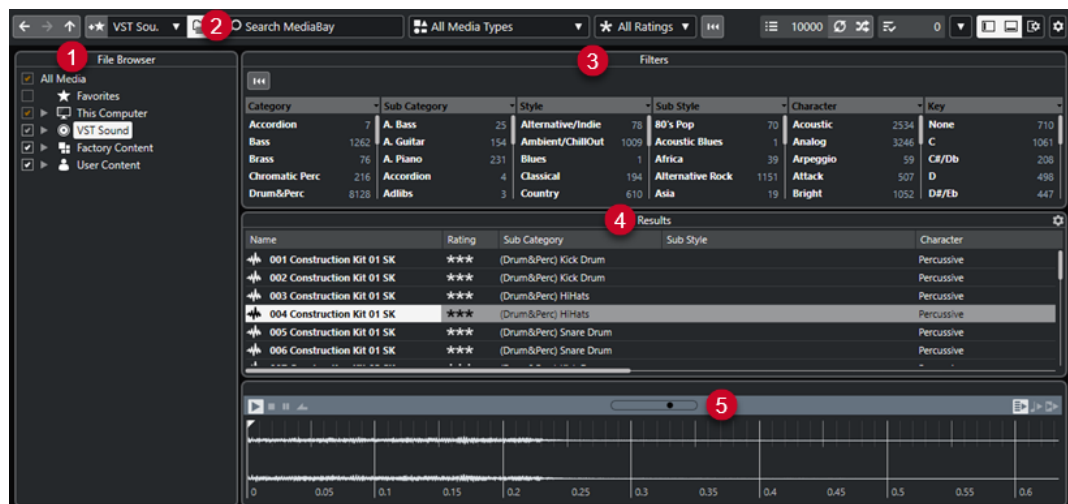 VST Sou.
2
Search MediaBay
All Media Types
All Ratings
10000
0
1
File Browser
All Media
Favorites
This Computer
VST Sound
Factory Content
User Content
3
Filters
Category Sub Category Style Sub Style Character Key
Accordion 7 A. Bass 25 Alternative/Indie 78 80's Pop 70 Acoustic 2534 None 710
Bass 1262 A. Guitar 154 Ambient/ChillOut 1009 Acoustic Blues 1 Analog 3246 C 1061
Brass 76 A. Piano 231 Blues 1 Africa 39 Arpeggio 59 C#/Db 208
Chromatic Perc 216 Accordion 4 Classical 194 Alternative Rock 1151 Attack 507 D 498
Drum&Perc 8128 Adlibs 3 Country 610 Asia 19 Bright 1052 D#/Eb 447
4
Results
Name Rating Sub Category Sub Style Character
001 Construction Kit 01 SK *** (Drum&Perc) Kick Drum Percussive
002 Construction Kit 01 SK *** (Drum&Perc) Kick Drum Percussive
003 Construction Kit 01 SK *** (Drum&Perc) HiHats Percussive
004 Construction Kit 01 SK *** (Drum&Perc) HiHats Percussive
005 Construction Kit 01 SK *** (Drum&Perc) Snare Drum Percussive
006 Construction Kit 01 SK *** (Drum&Perc) Snare Drum Percussive
5
0 0.05 0.1 0.15 0.2 0.25 0.3 0.35 0.4 0.45 0.5 0.55 0.6